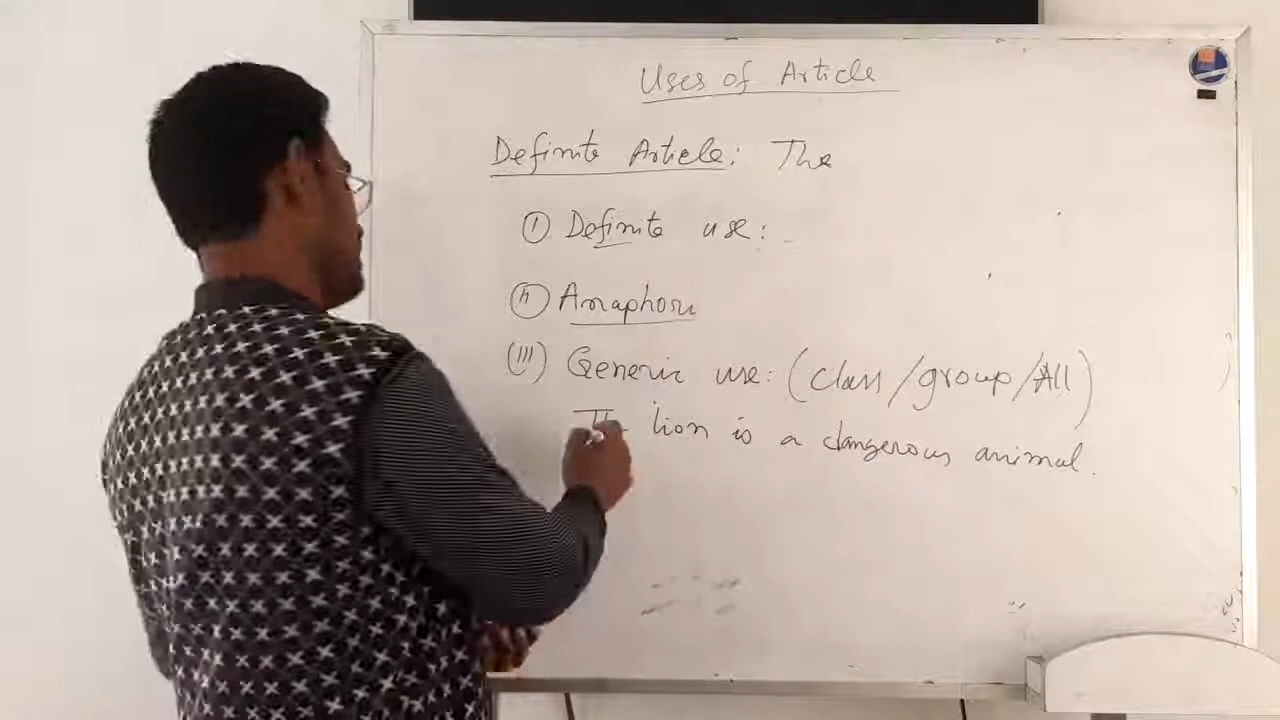 Uses of Article
Definite Article: The
(i) Definite use:
(ii) Anaphoric
(III) Generic use: (class/group/All)
The lion is a dangerous animal.